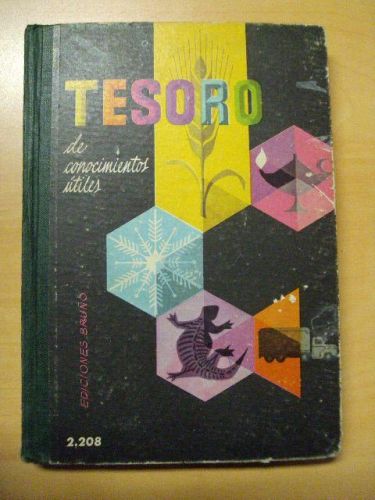 TESORO
de
conocimientos
útiles
EDICIONES BRUÑO
2.208